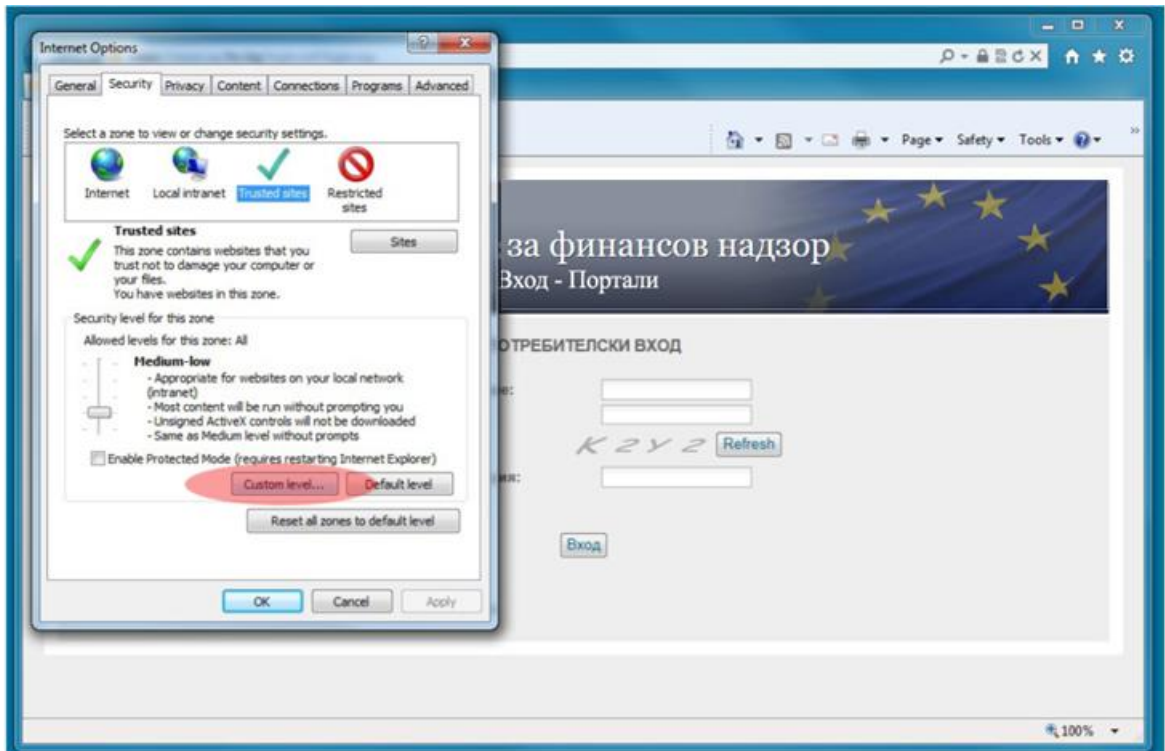 Internet Options
General Security Privacy Content Connections Programs Advanced
Select a zone to view or change security settings.
Internet Local intranet Trusted sites Restricted sites
Trusted sites
This zone contains websites that you
trust not to damage your computer or
your files.
You have websites in this zone.
Sites
Security level for this zone
Allowed levels for this zone: All
Medium-low
- Appropriate for websites on your local network
(intranet)
- Most content will be run without prompting you
- Unsigned ActiveX controls will not be downloaded
- Same as Medium level without prompts
Enable Protected Mode (requires restarting Internet Explorer)
Custom level... Default level
Reset all zones to default level
OK Cancel Apply
Page Safety Tools
за финансов надзор
Вход - Портали
ОТРЕБИТЕЛСКИ ВХОД
K 2 Y 2 Refresh
Вход
100%